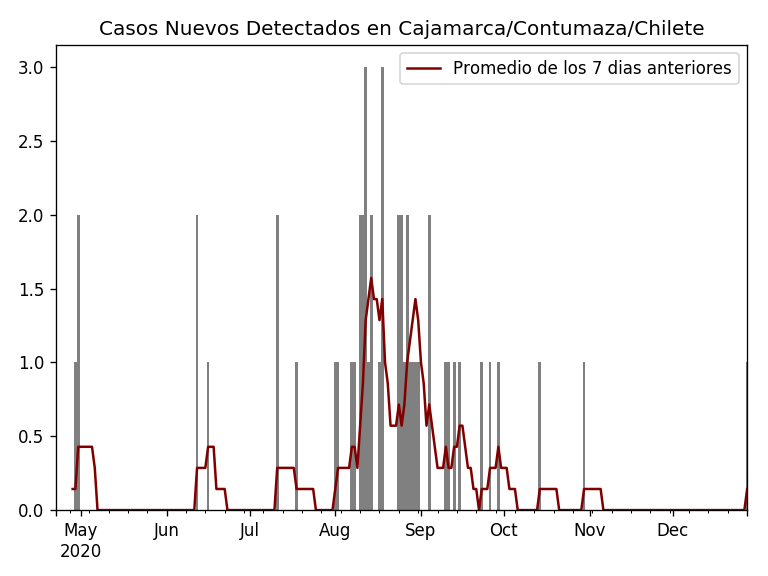 Casos Nuevos Detectados en Cajamarca/Contumaza/Chilete
Promedio de los 7 dias anteriores
3.0
2.5
2.0
1.5
1.0
0.5
0.0
May Jun Jul Aug Sep Oct Nov Dec
2020